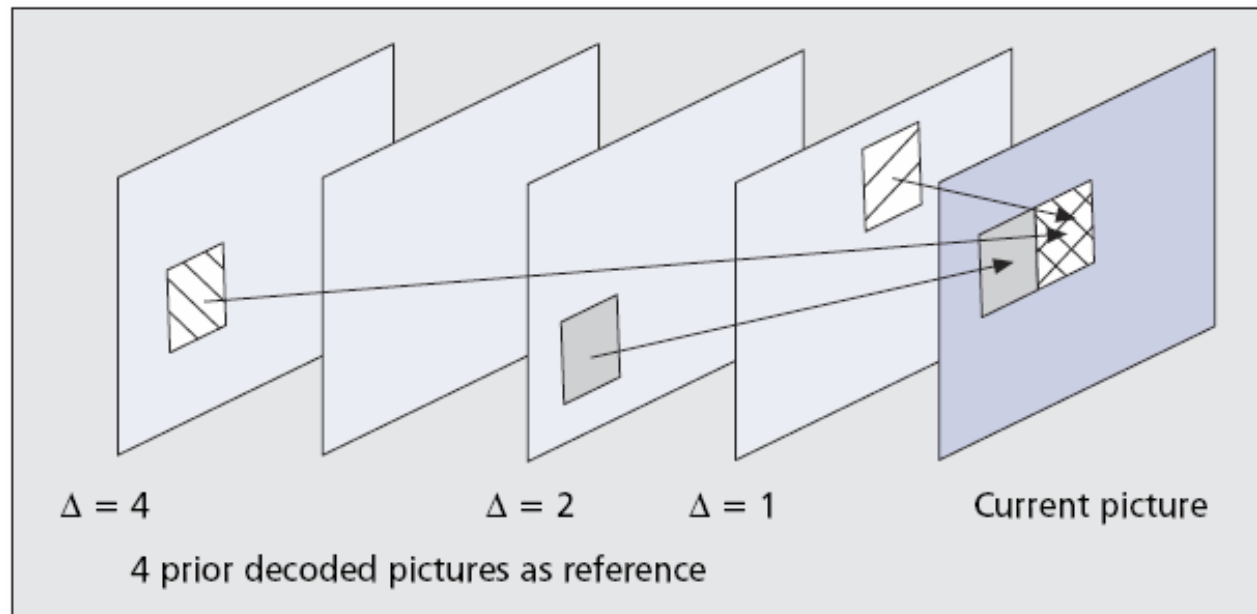 Δ = 4 Δ = 2 Δ = 1 Current picture
4 prior decoded pictures as reference